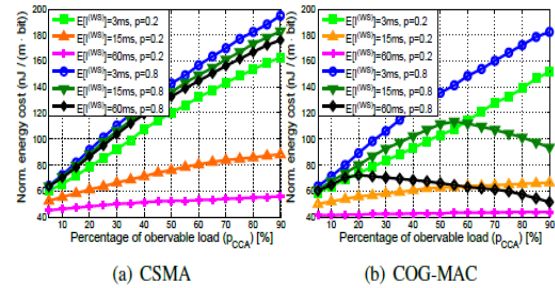 Norm. energy cost (nJ / (m · bit))
200
180
160
140
120
100
80
60
40
E[I(WS)]=3ms, p=0.2
E[I(WS)]=15ms, p=0.2
E[I(WS)]=60ms, p=0.2
E[I(WS)]=3ms, p=0.8
E[I(WS)]=15ms, p=0.8
E[I(WS)]=60ms, p=0.8
10 20 30 40 50 60 70 80 90
Percentage of obervable load (pCCA) [%]
(a) CSMA
Norm. energy cost (nJ / (m · bit))
200
180
160
140
120
100
80
60
40
E[I(WS)]=3ms, p=0.2
E[I(WS)]=15ms, p=0.2
E[I(WS)]=60ms, p=0.2
E[I(WS)]=3ms, p=0.8
E[I(WS)]=15ms, p=0.8
E[I(WS)]=60ms, p=0.8
10 20 30 40 50 60 70 80 90
Percentage of obervable load (pCCA) [%]
(b) COG-MAC